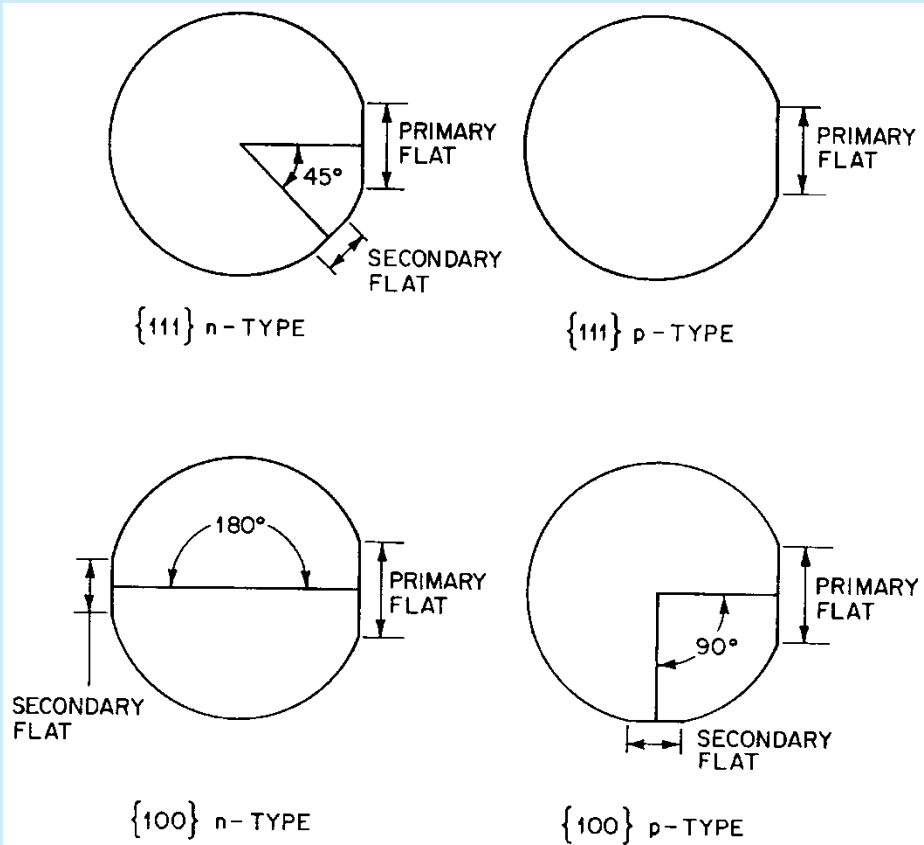 PRIMARY
FLAT
45°
SECONDARY
FLAT
{111} n-TYPE
PRIMARY
FLAT
{111} p-TYPE
180°
PRIMARY
FLAT
SECONDARY
FLAT
{100} n-TYPE
PRIMARY
FLAT
90°
SECONDARY
FLAT
{100} p-TYPE